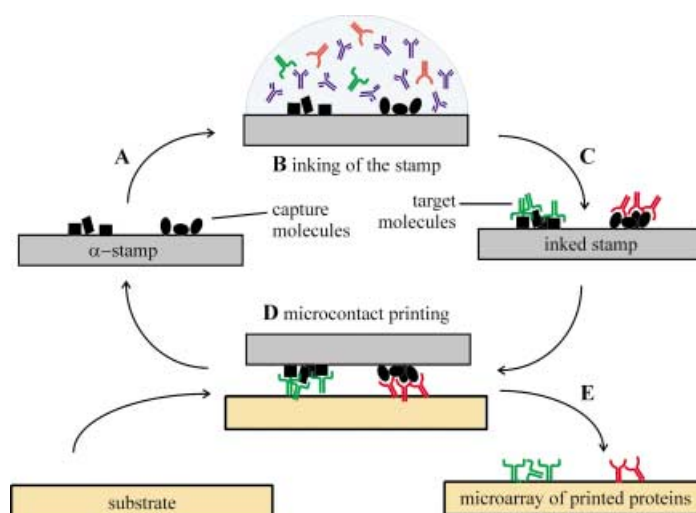 A
B inking of the stamp
C
capture
molecules
target
molecules
α-stamp
inked stamp
D microcontact printing
E
substrate
microarray of printed proteins